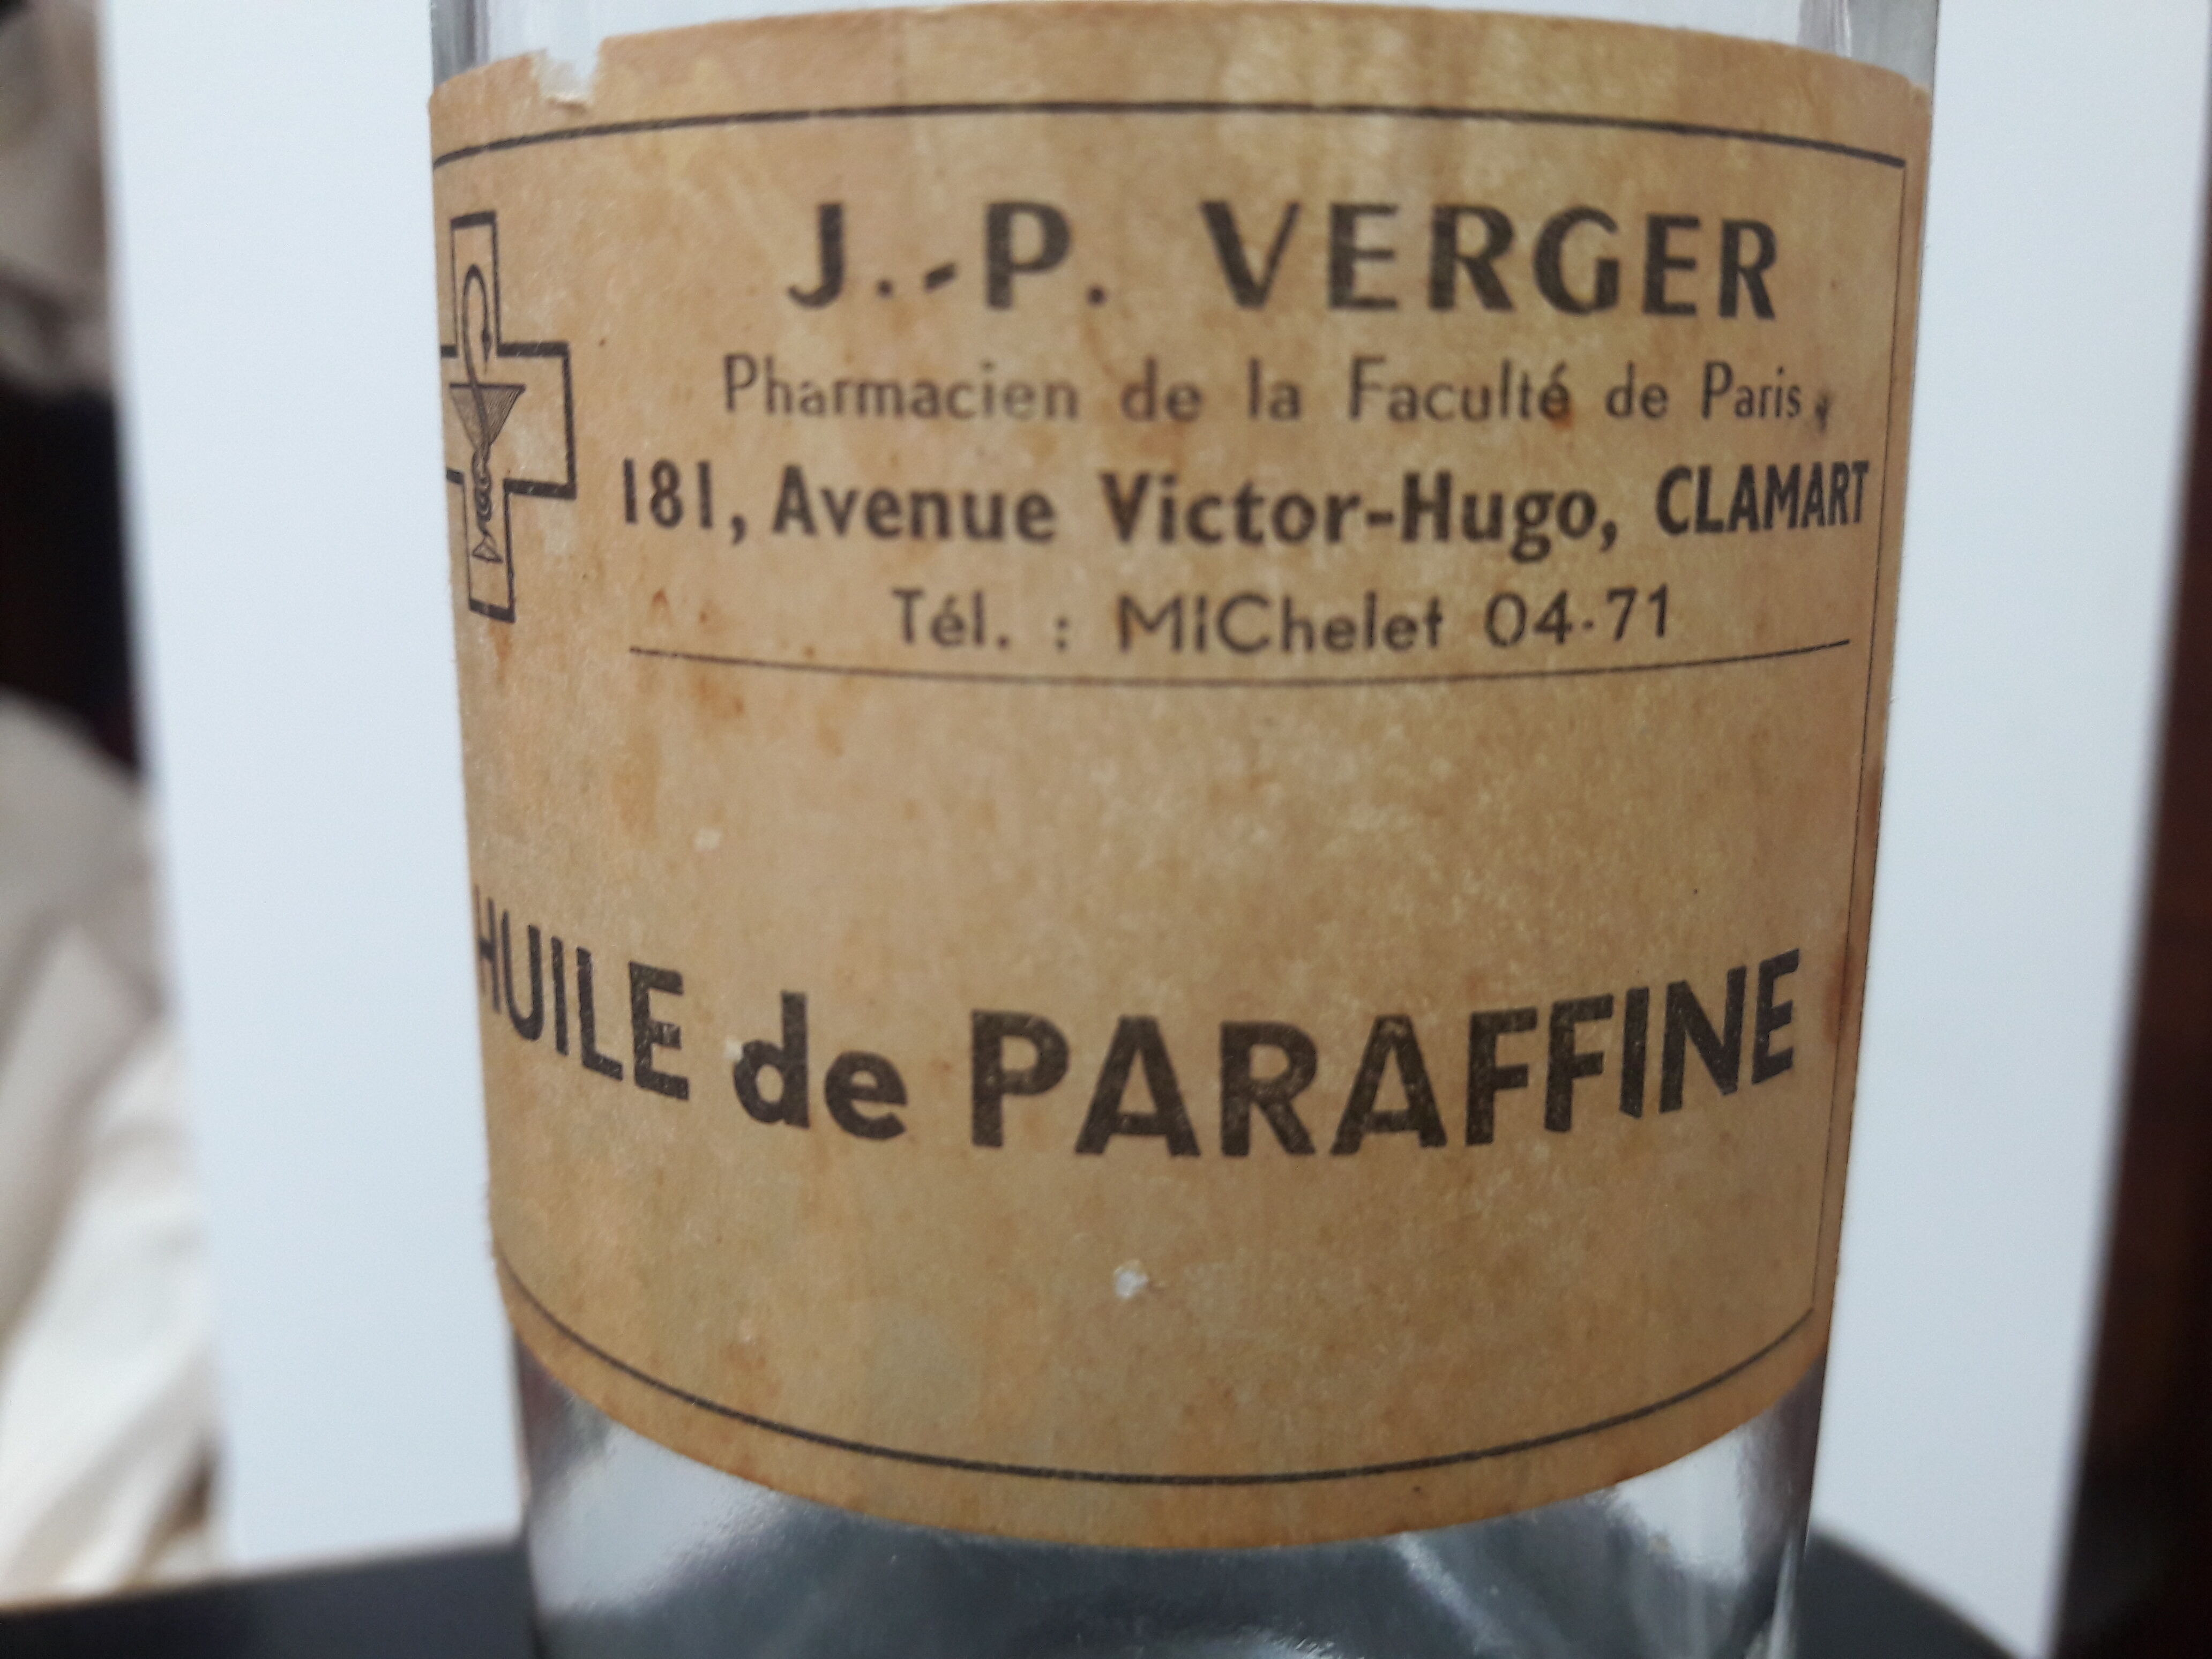 J.-P. VERGER
Pharmacien de la Faculté de Paris
181, Avenue Victor-Hugo, CLAMART
Tél. : MIChelet 04-71
HUILE de PARAFFINE